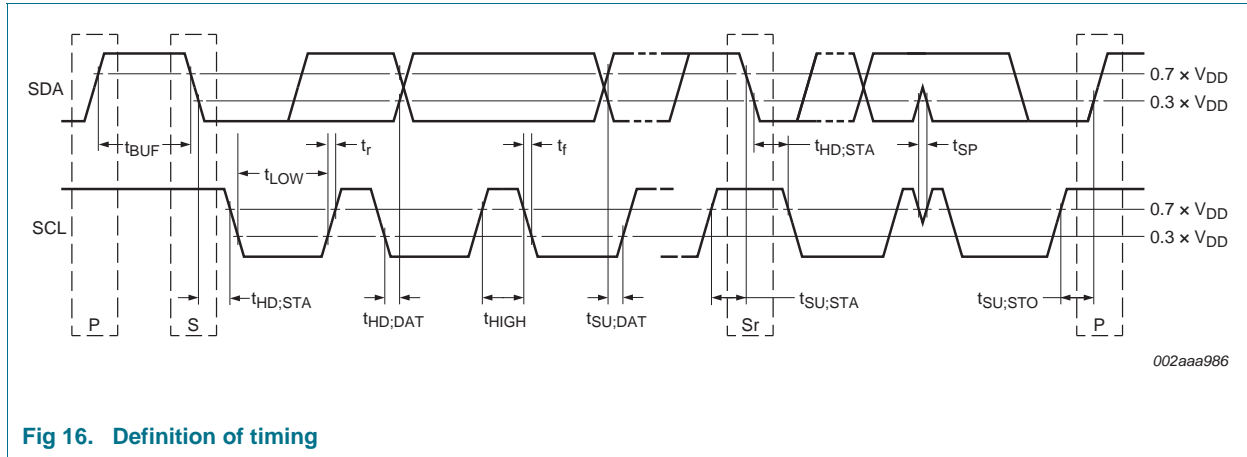 SDA
0.7 × VDD
0.3 × VDD
tBUF
tr
tf
tHD;STA
tSP
tLOW
SCL
0.7 × VDD
0.3 × VDD
tHD;STA
tHD;DAT
tHIGH
tSU;DAT
tSU;STA
tSU;STO
P
S
Sr
P
002aaa986
Fig 16. Definition of timing